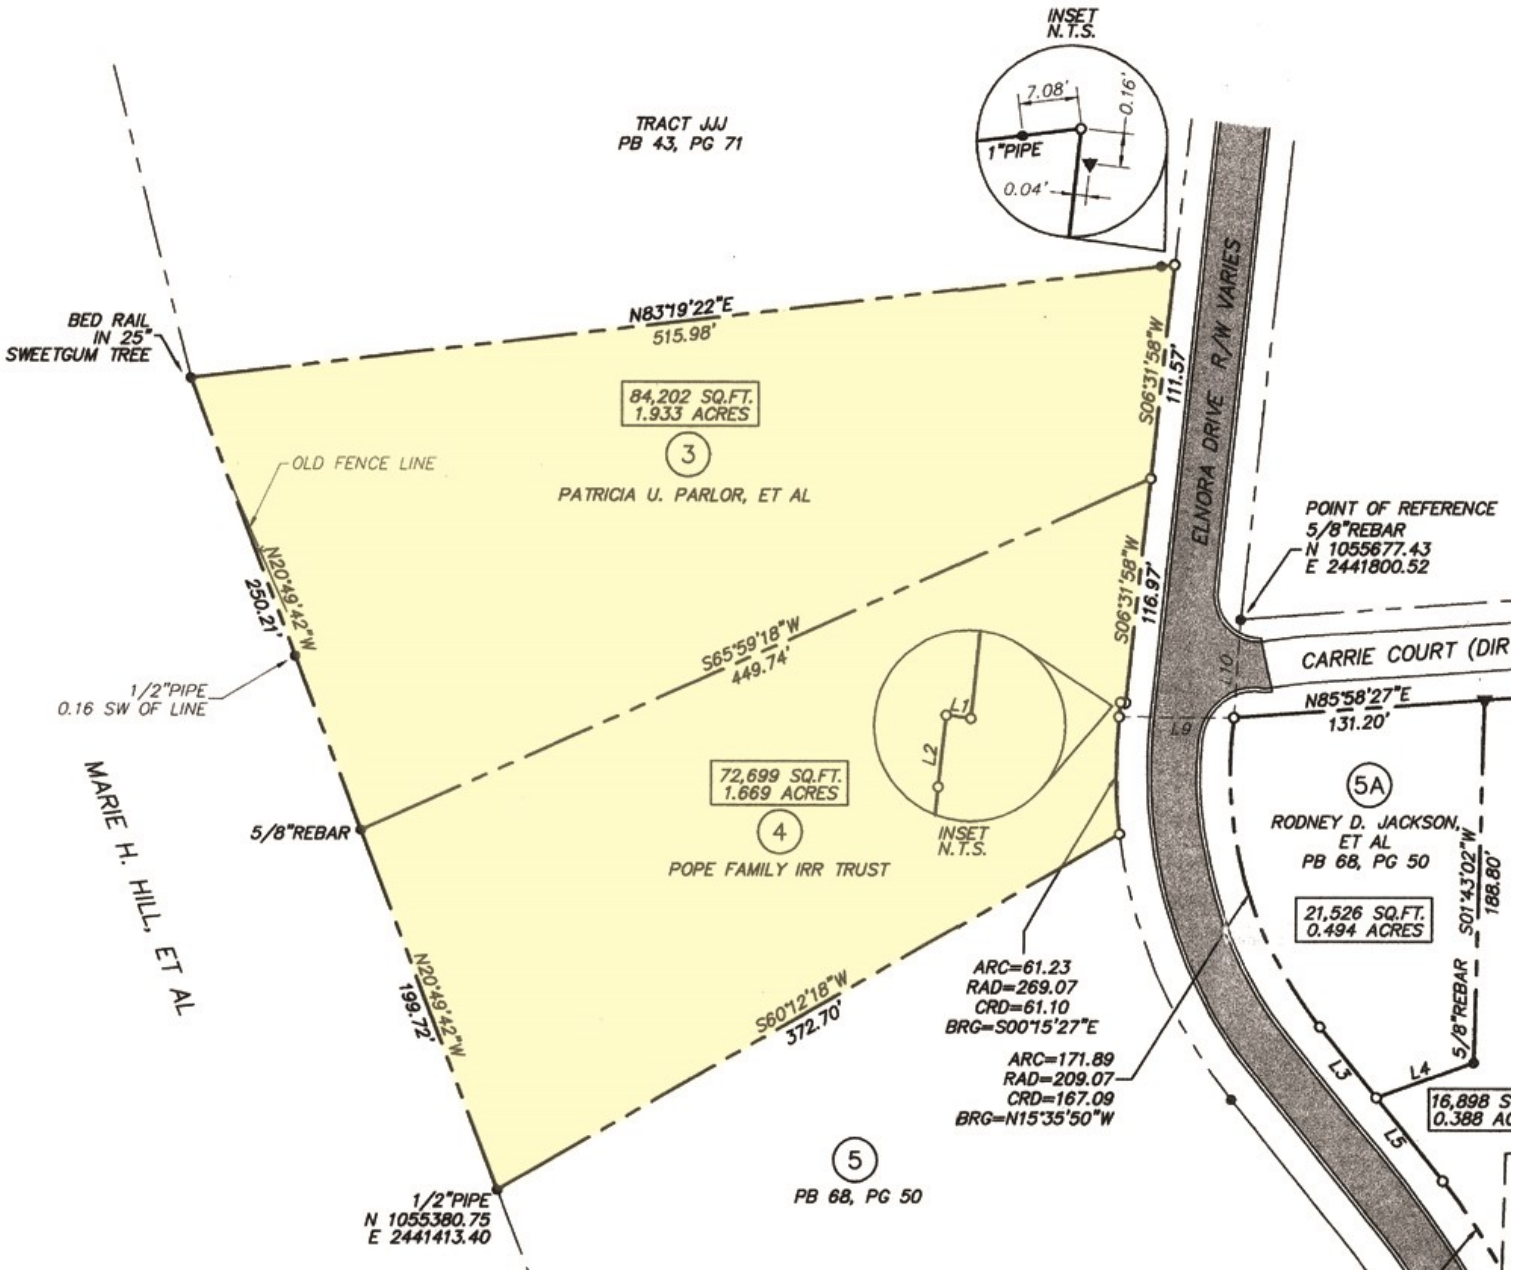 INSET
N.T.S.
7.08'
0.16'
1"PIPE
0.04'
TRACT JJJ
PB 43, PG 71
BED RAIL
IN 25"
SWEETGUM TREE
N83°19'22"E
515.98'
S06°31'58"W
111.57'
ELNORA DRIVE R/W VARIES
84,202 SQ.FT.
1.933 ACRES
3
PATRICIA U. PARLOR, ET AL
OLD FENCE LINE
N20°49'42"W
250.21'
POINT OF REFERENCE
5/8"REBAR
N 1055677.43
E 2441800.52
S06°31'58"W
116.97'
S65°59'18"W
449.74'
CARRIE COURT (DIR
L10
1/2"PIPE
0.16 SW OF LINE
L1
L2
INSET
N.T.S.
L9
N85°58'27"E
131.20'
72,699 SQ.FT.
1.669 ACRES
4
POPE FAMILY IRR TRUST
5A
RODNEY D. JACKSON,
ET AL
PB 68, PG 50
21,526 SQ.FT.
0.494 ACRES
S01°43'02"W
188.80'
5/8"REBAR
5/8"REBAR
MARIE H. HILL, ET AL
N20°49'42"W
199.72'
S60°12'18"W
372.70'
ARC=61.23
RAD=269.07
CRD=61.10
BRG=S00°15'27"E
ARC=171.89
RAD=209.07
CRD=167.09
BRG=N15°35'50"W
L3
L4
L5
16,898 S
0.388 AC
5
PB 68, PG 50
1/2"PIPE
N 1055380.75
E 2441413.40